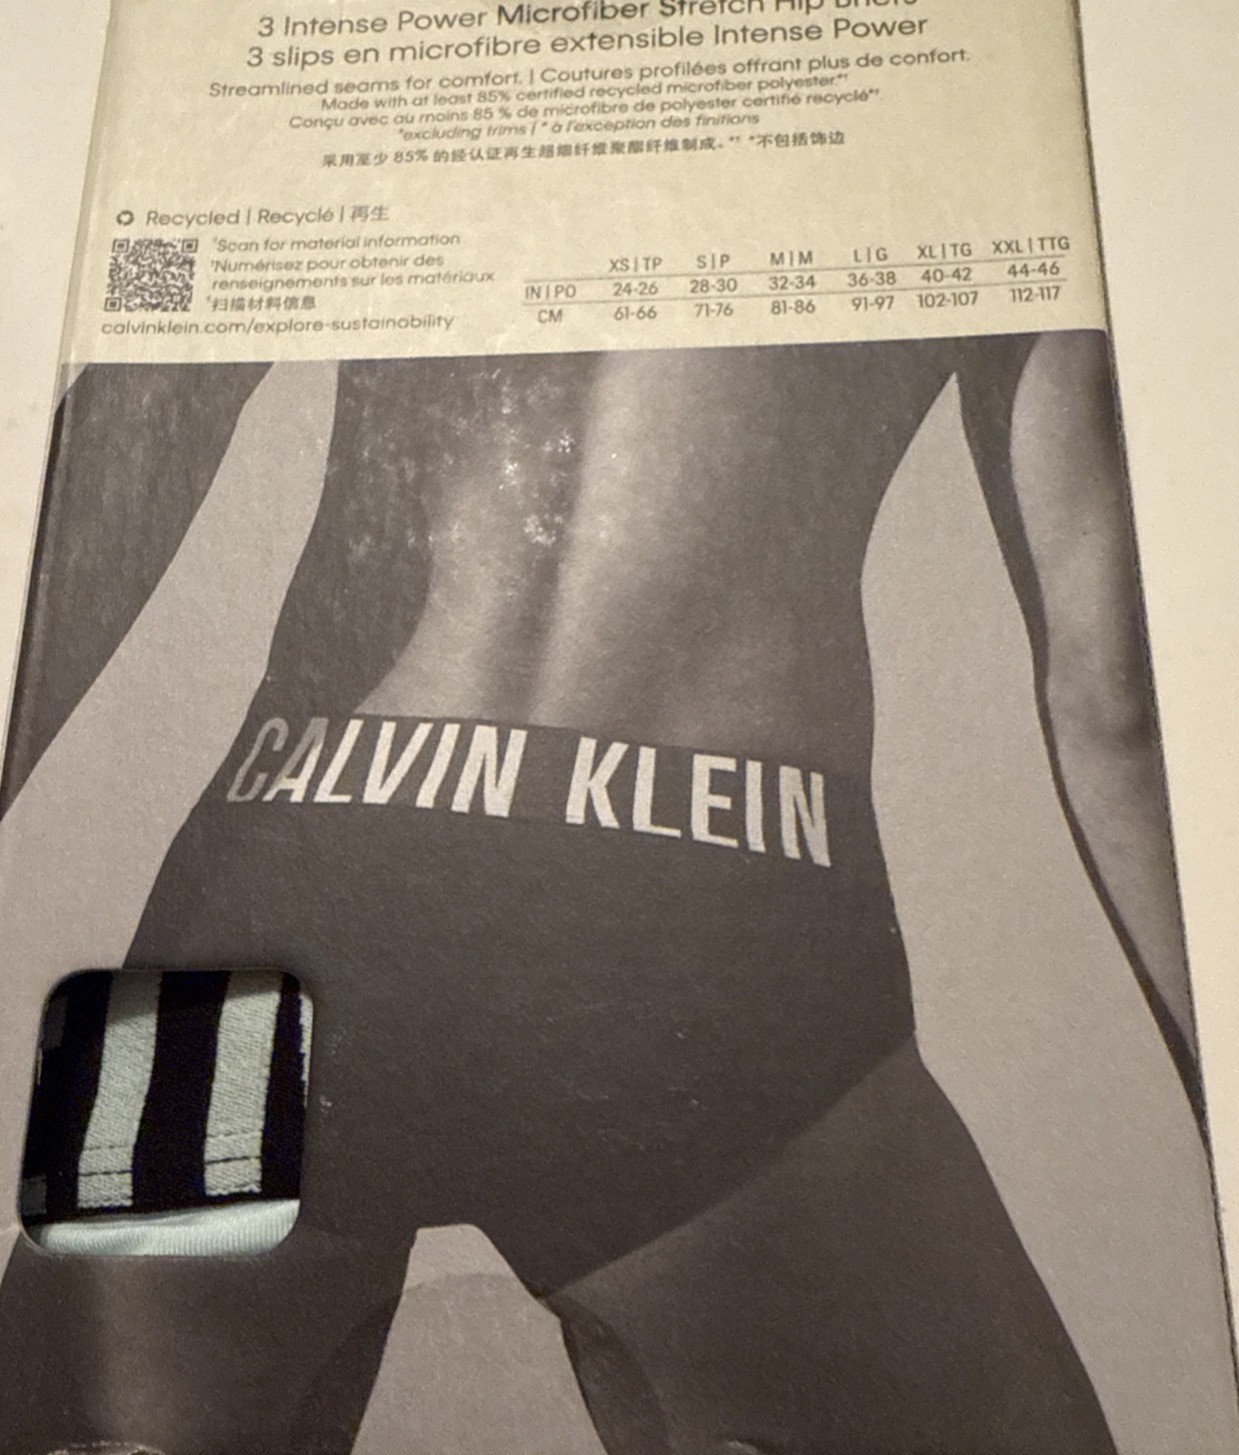 3 Intense Power Microfiber Stretch Hip Briefs
3 slips en microfibre extensible Intense Power
Streamlined seams for comfort. | Coutures profilées offrant plus de confort.
Made with at least 85% certified recycled microfiber polyester.*†
Conçu avec au moins 85 % de microfibre de polyester certifié recyclé*†.
*excluding trims | * à l'exception des finitions
采用至少 85% 的经认证再生超细纤维聚酯纤维制成。*† *不包括饰边
Recycled | Recyclé | 再生
†Scan for material information
†Numérisez pour obtenir des
renseignements sur les matériaux
†扫描材料信息
calvinklein.com/explore-sustainability
XS | TP S | P M | M L | G XL | TG XXL | TTG
IN | PO 24-26 28-30 32-34 36-38 40-42 44-46
CM 61-66 71-76 81-86 91-97 102-107 112-117
CALVIN KLEIN